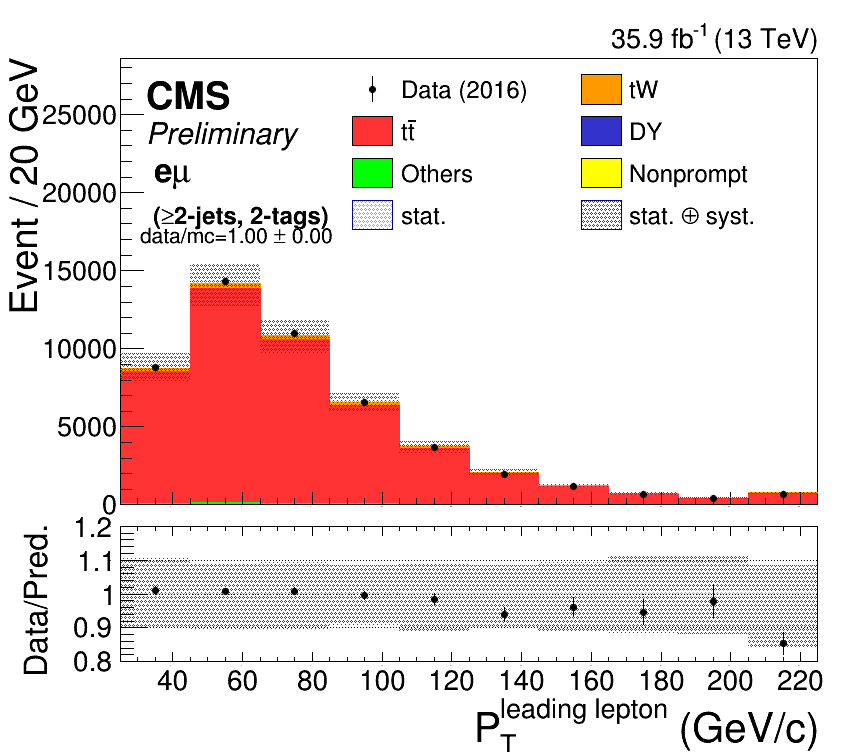 35.9 fb⁻¹ (13 TeV)
Event / 20 GeV
CMS
Preliminary
eμ
(≥2-jets, 2-tags)
data/mc=1.00 ± 0.00
Data (2016)
tW
tt̄
DY
Others
Nonprompt
stat.
stat. ⊕ syst.
25000
20000
15000
10000
5000
0
Data/Pred.
1.2
1.1
1
0.9
0.8
40 60 80 100 120 140 160 180 200 220
P_T^leading lepton (GeV/c)